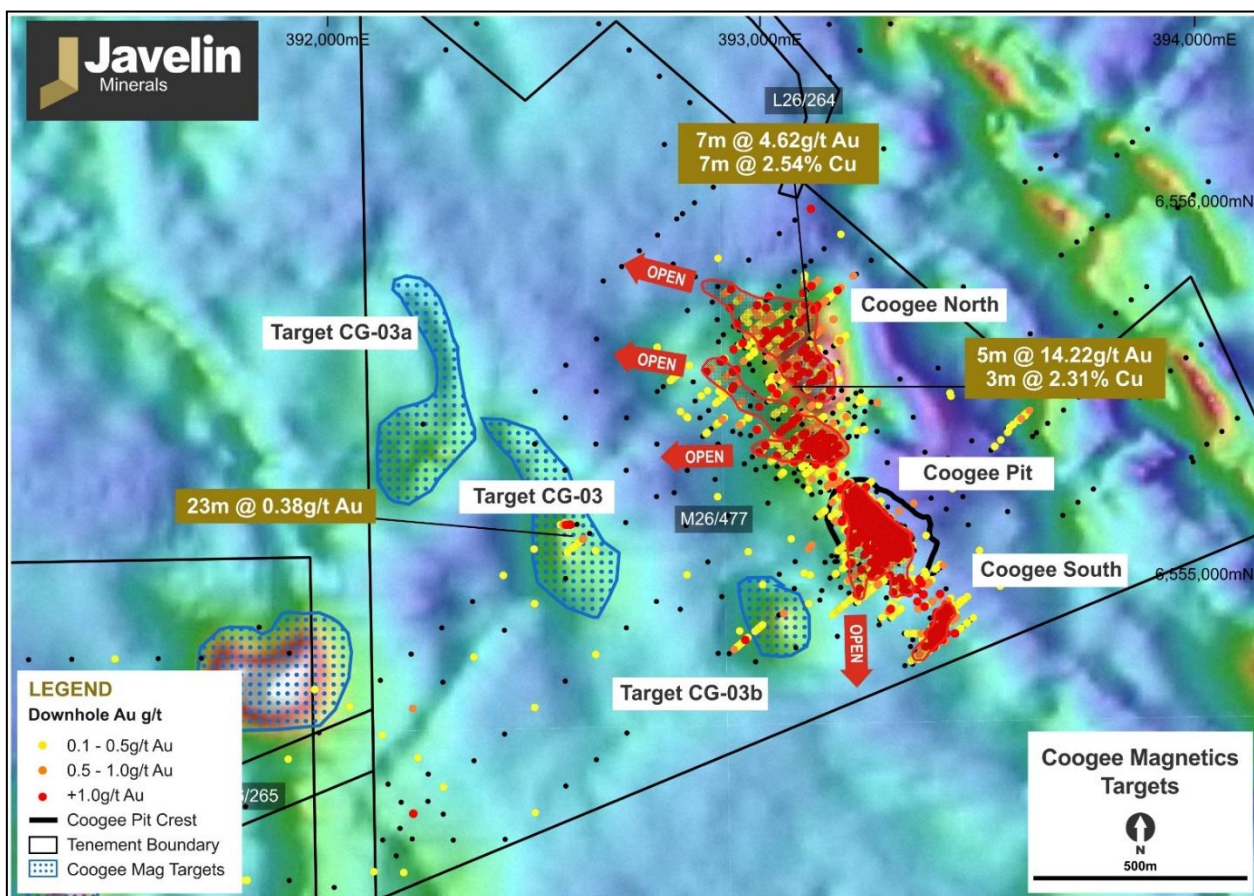 Javelin
Minerals
392,000mE
393,000mE
394,000mE
L26/264
7m @ 4.62g/t Au
7m @ 2.54% Cu
6,556,000mN
OPEN
Coogee North
Target CG-03a
OPEN
5m @ 14.22g/t Au
3m @ 2.31% Cu
OPEN
Coogee Pit
Target CG-03
23m @ 0.38g/t Au
M26/477
Coogee South
6,555,000mN
OPEN
Target CG-03b
LEGEND
Downhole Au g/t
0.1 - 0.5g/t Au
0.5 - 1.0g/t Au
+1.0g/t Au
Coogee Pit Crest
Tenement Boundary
Coogee Mag Targets
/265
Coogee Magnetics
Targets
N
500m